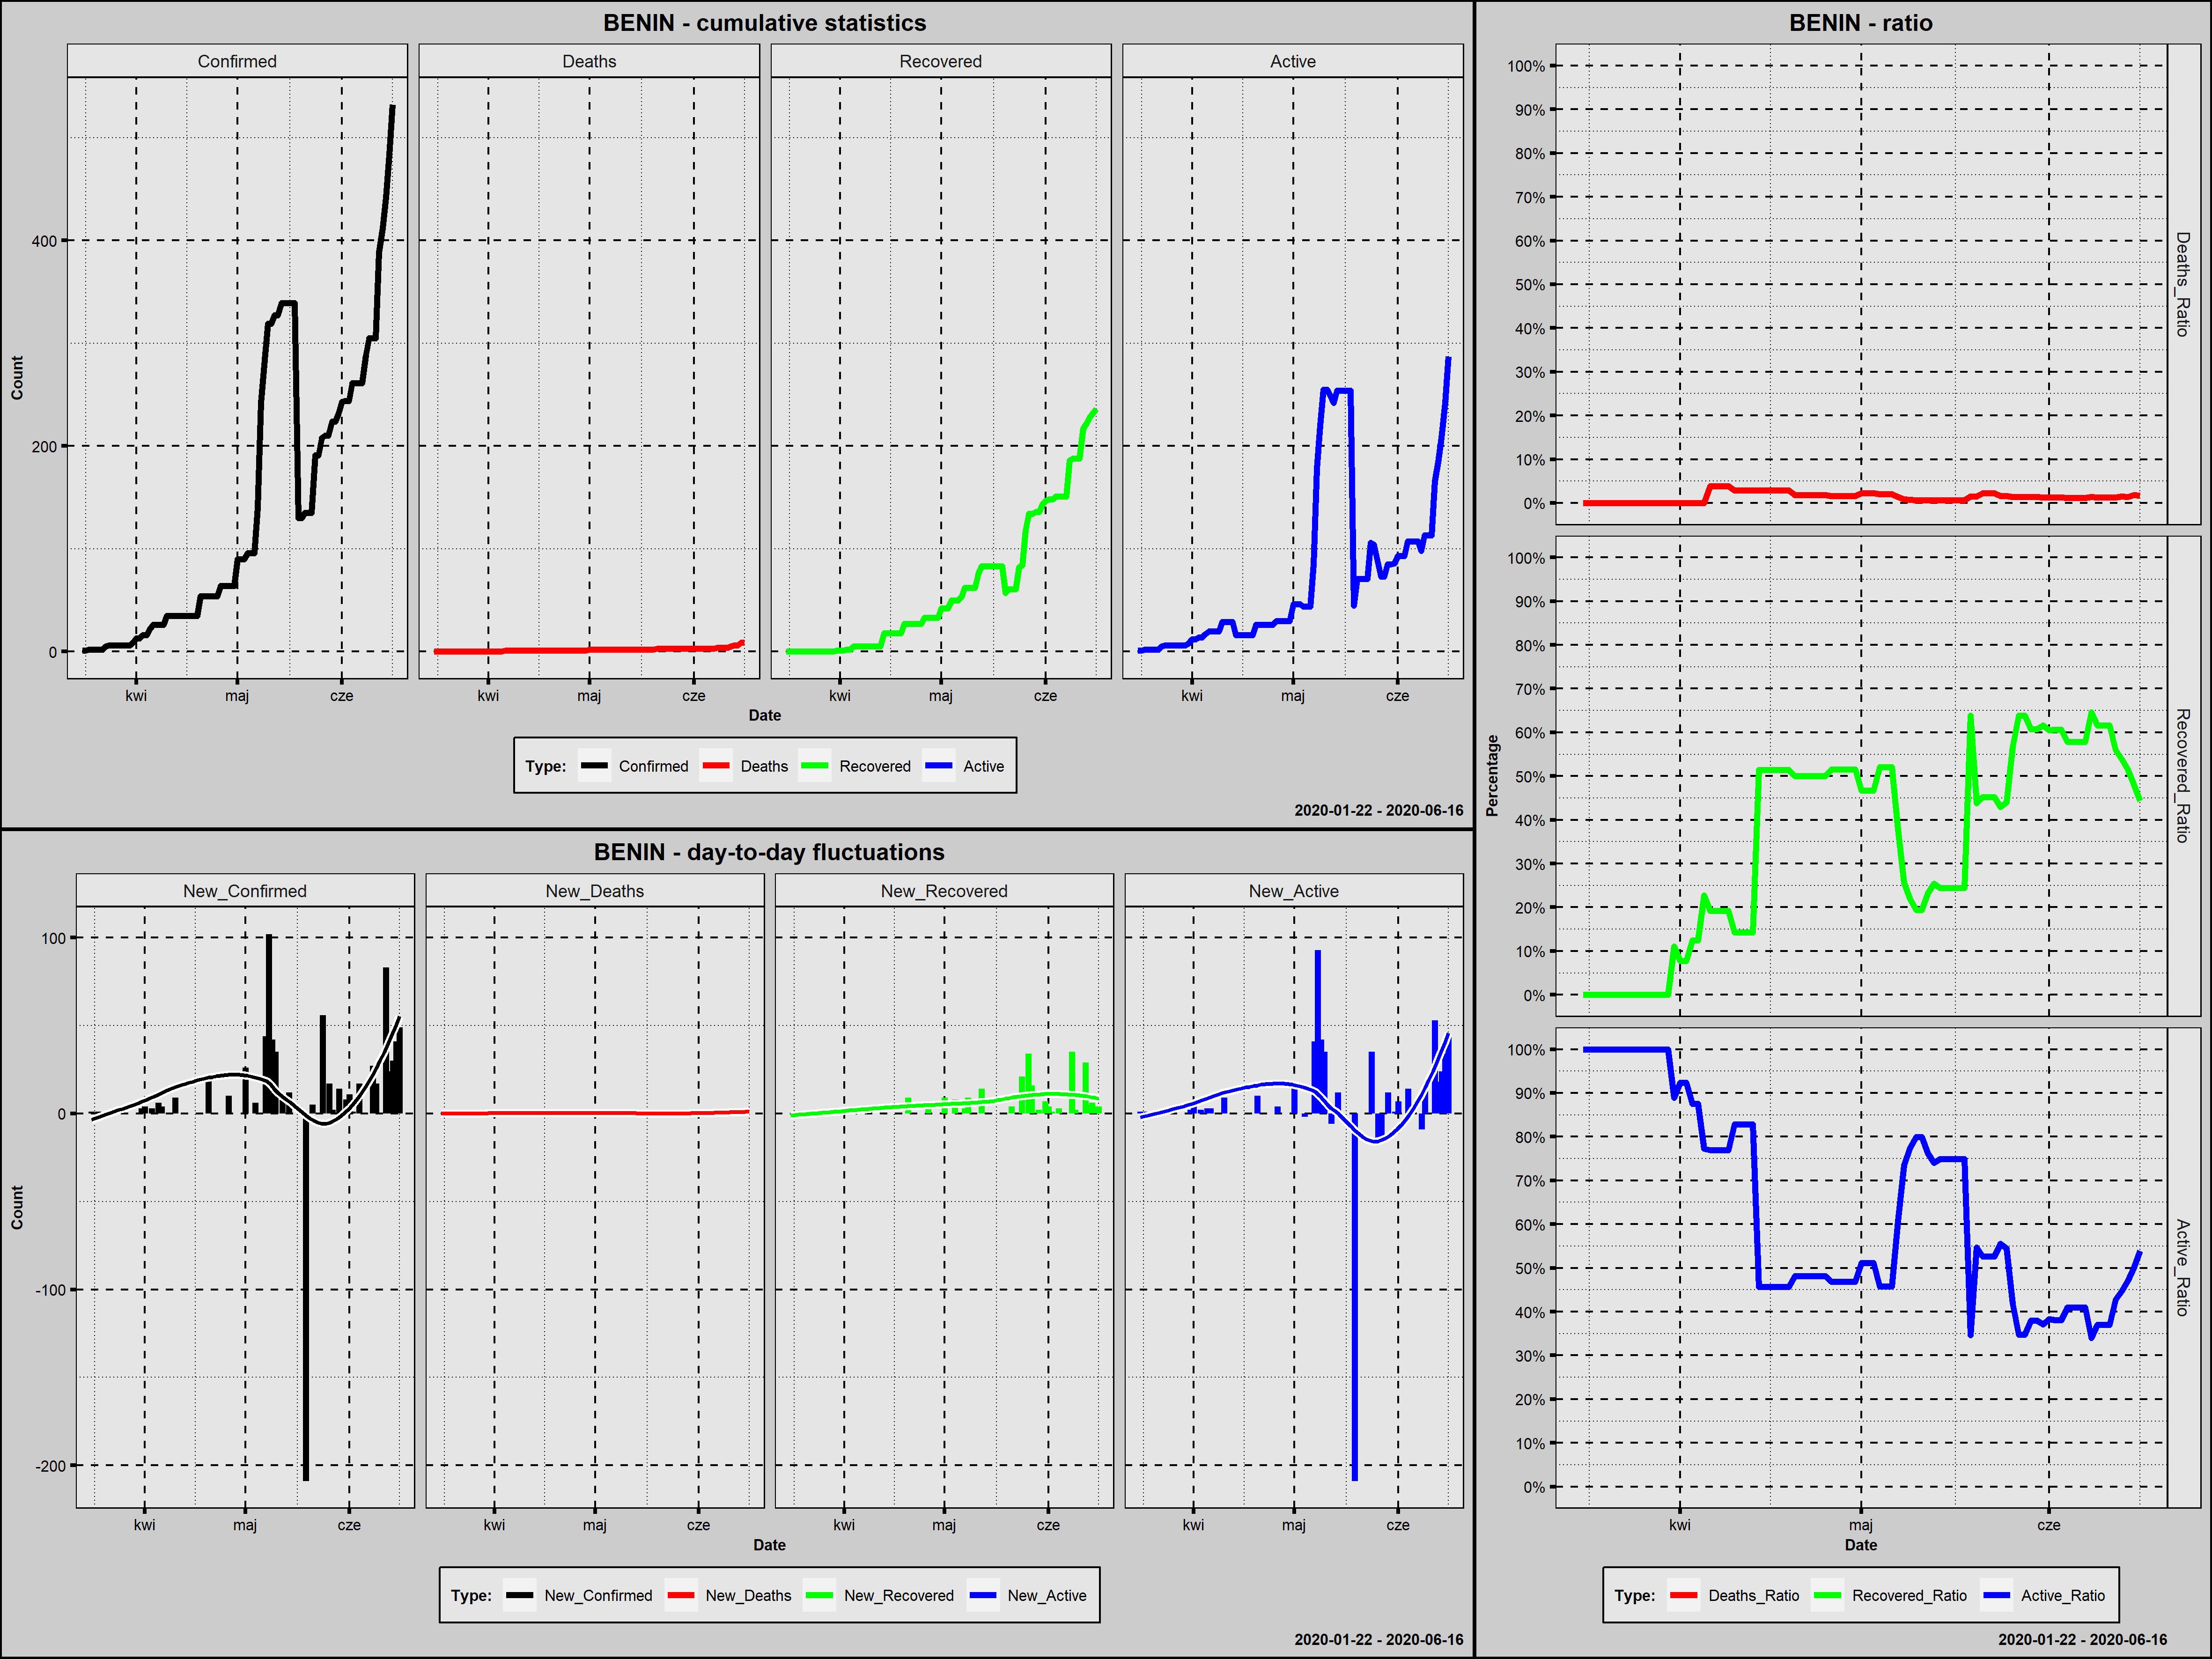 BENIN - cumulative statistics
Confirmed Deaths Recovered Active
Count
400
200
0
kwi maj cze kwi maj cze kwi maj cze kwi maj cze
Date
Type: Confirmed Deaths Recovered Active
2020-01-22 - 2020-06-16
BENIN - day-to-day fluctuations
New_Confirmed New_Deaths New_Recovered New_Active
Count
100
0
-100
-200
kwi maj cze kwi maj cze kwi maj cze kwi maj cze
Date
Type: New_Confirmed New_Deaths New_Recovered New_Active
2020-01-22 - 2020-06-16
BENIN - ratio
Percentage
100%
90%
80%
70%
60%
50%
40%
30%
20%
10%
0%
Deaths_Ratio
100%
90%
80%
70%
60%
50%
40%
30%
20%
10%
0%
Recovered_Ratio
100%
90%
80%
70%
60%
50%
40%
30%
20%
10%
0%
Active_Ratio
kwi maj cze
Date
Type: Deaths_Ratio Recovered_Ratio Active_Ratio
2020-01-22 - 2020-06-16